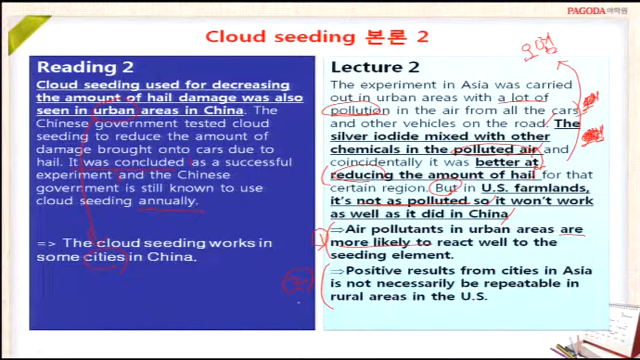 PAGODA어학원
Cloud seeding 본론 2
오염
Reading 2
Cloud seeding used for decreasing
the amount of hail damage was also
seen in urban areas in China. The
Chinese government tested cloud
seeding to reduce the amount of
damage brought onto cars due to
hail. It was concluded as a successful
experiment and the Chinese
government is still known to use
cloud seeding annually.
=> The cloud seeding works in
some cities in China.
Lecture 2
The experiment in Asia was carried
out in urban areas with a lot of
pollution in the air from all the cars
and other vehicles on the road. The
silver iodide mixed with other
chemicals in the polluted air and
coincidentally it was better at
reducing the amount of hail for that
certain region. But in U.S. farmlands,
it's not as polluted so it won't work
as well as it did in China
⇒ Air pollutants in urban areas are
more likely to react well to the
seeding element.
⇒Positive results from cities in Asia
is not necessarily be repeatable in
rural areas in the U.S.